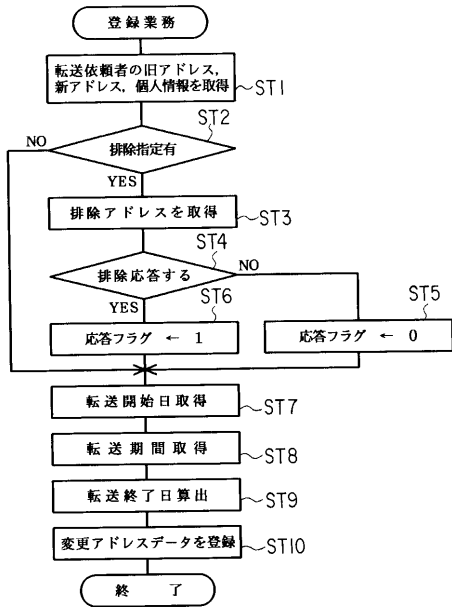 登録業務
転送依頼者の旧アドレス,
新アドレス, 個人情報を取得
ST1
ST2
NO
排除指定有
YES
排除アドレスを取得
ST3
ST4
排除応答する
NO
YES
ST6
ST5
応答フラグ ← 1
応答フラグ ← 0
転送開始日取得
ST7
転送期間取得
ST8
転送終了日算出
ST9
変更アドレスデータを登録
ST10
終 了